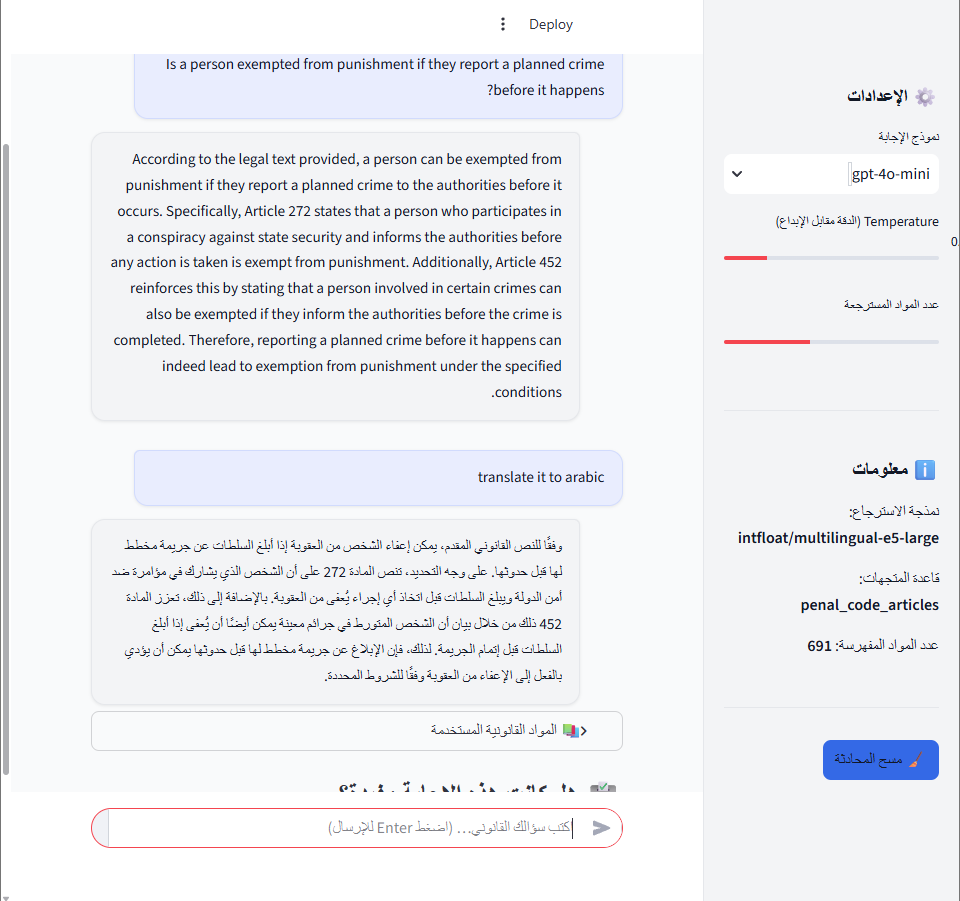 Deploy
Is a person exempted from punishment if they report a planned crime
?before it happens
According to the legal text provided, a person can be exempted from
punishment if they report a planned crime to the authorities before it
occurs. Specifically, Article 272 states that a person who participates in
a conspiracy against state security and informs the authorities before
any action is taken is exempt from punishment. Additionally, Article 452
reinforces this by stating that a person involved in certain crimes can
also be exempted if they inform the authorities before the crime is
completed. Therefore, reporting a planned crime before it happens can
indeed lead to exemption from punishment under the specified
.conditions
translate it to arabic
وفقًا للنص القانوني المقدم، يمكن إعفاء الشخص من العقوبة إذا أبلغ السلطات عن جريمة مخطط
لها قبل حدوثها. على وجه التحديد، تنص المادة 272 على أن الشخص الذي يشارك في مؤامرة ضد
أمن الدولة ويبلغ السلطات قبل اتخاذ أي إجراء يُعفى من العقوبة. بالإضافة إلى ذلك، تعزز المادة
452 ذلك من خلال بيان أن الشخص المتورط في جرائم معينة يمكن أيضًا أن يُعفى إذا أبلغ
السلطات قبل إتمام الجريمة. لذلك، فإن الإبلاغ عن جريمة مخطط لها قبل حدوثها يمكن أن يؤدي
بالفعل إلى الإعفاء من العقوبة وفقًا للشروط المحددة.
المواد القانونية المستخدمة
هل كانت هذه الإجابة مفيدة؟
اكتب سؤالك القانوني... (اضغط Enter للإرسال)
الإعدادات
نموذج الإجابة
gpt-4o-mini
Temperature (الدقة مقابل الإبداع)
0.
عدد المواد المسترجعة
معلومات
نمذجة الاسترجاع:
intfloat/multilingual-e5-large
قاعدة المتجهات:
penal_code_articles
عدد المواد المفهرسة: 691
مسح المحادثة